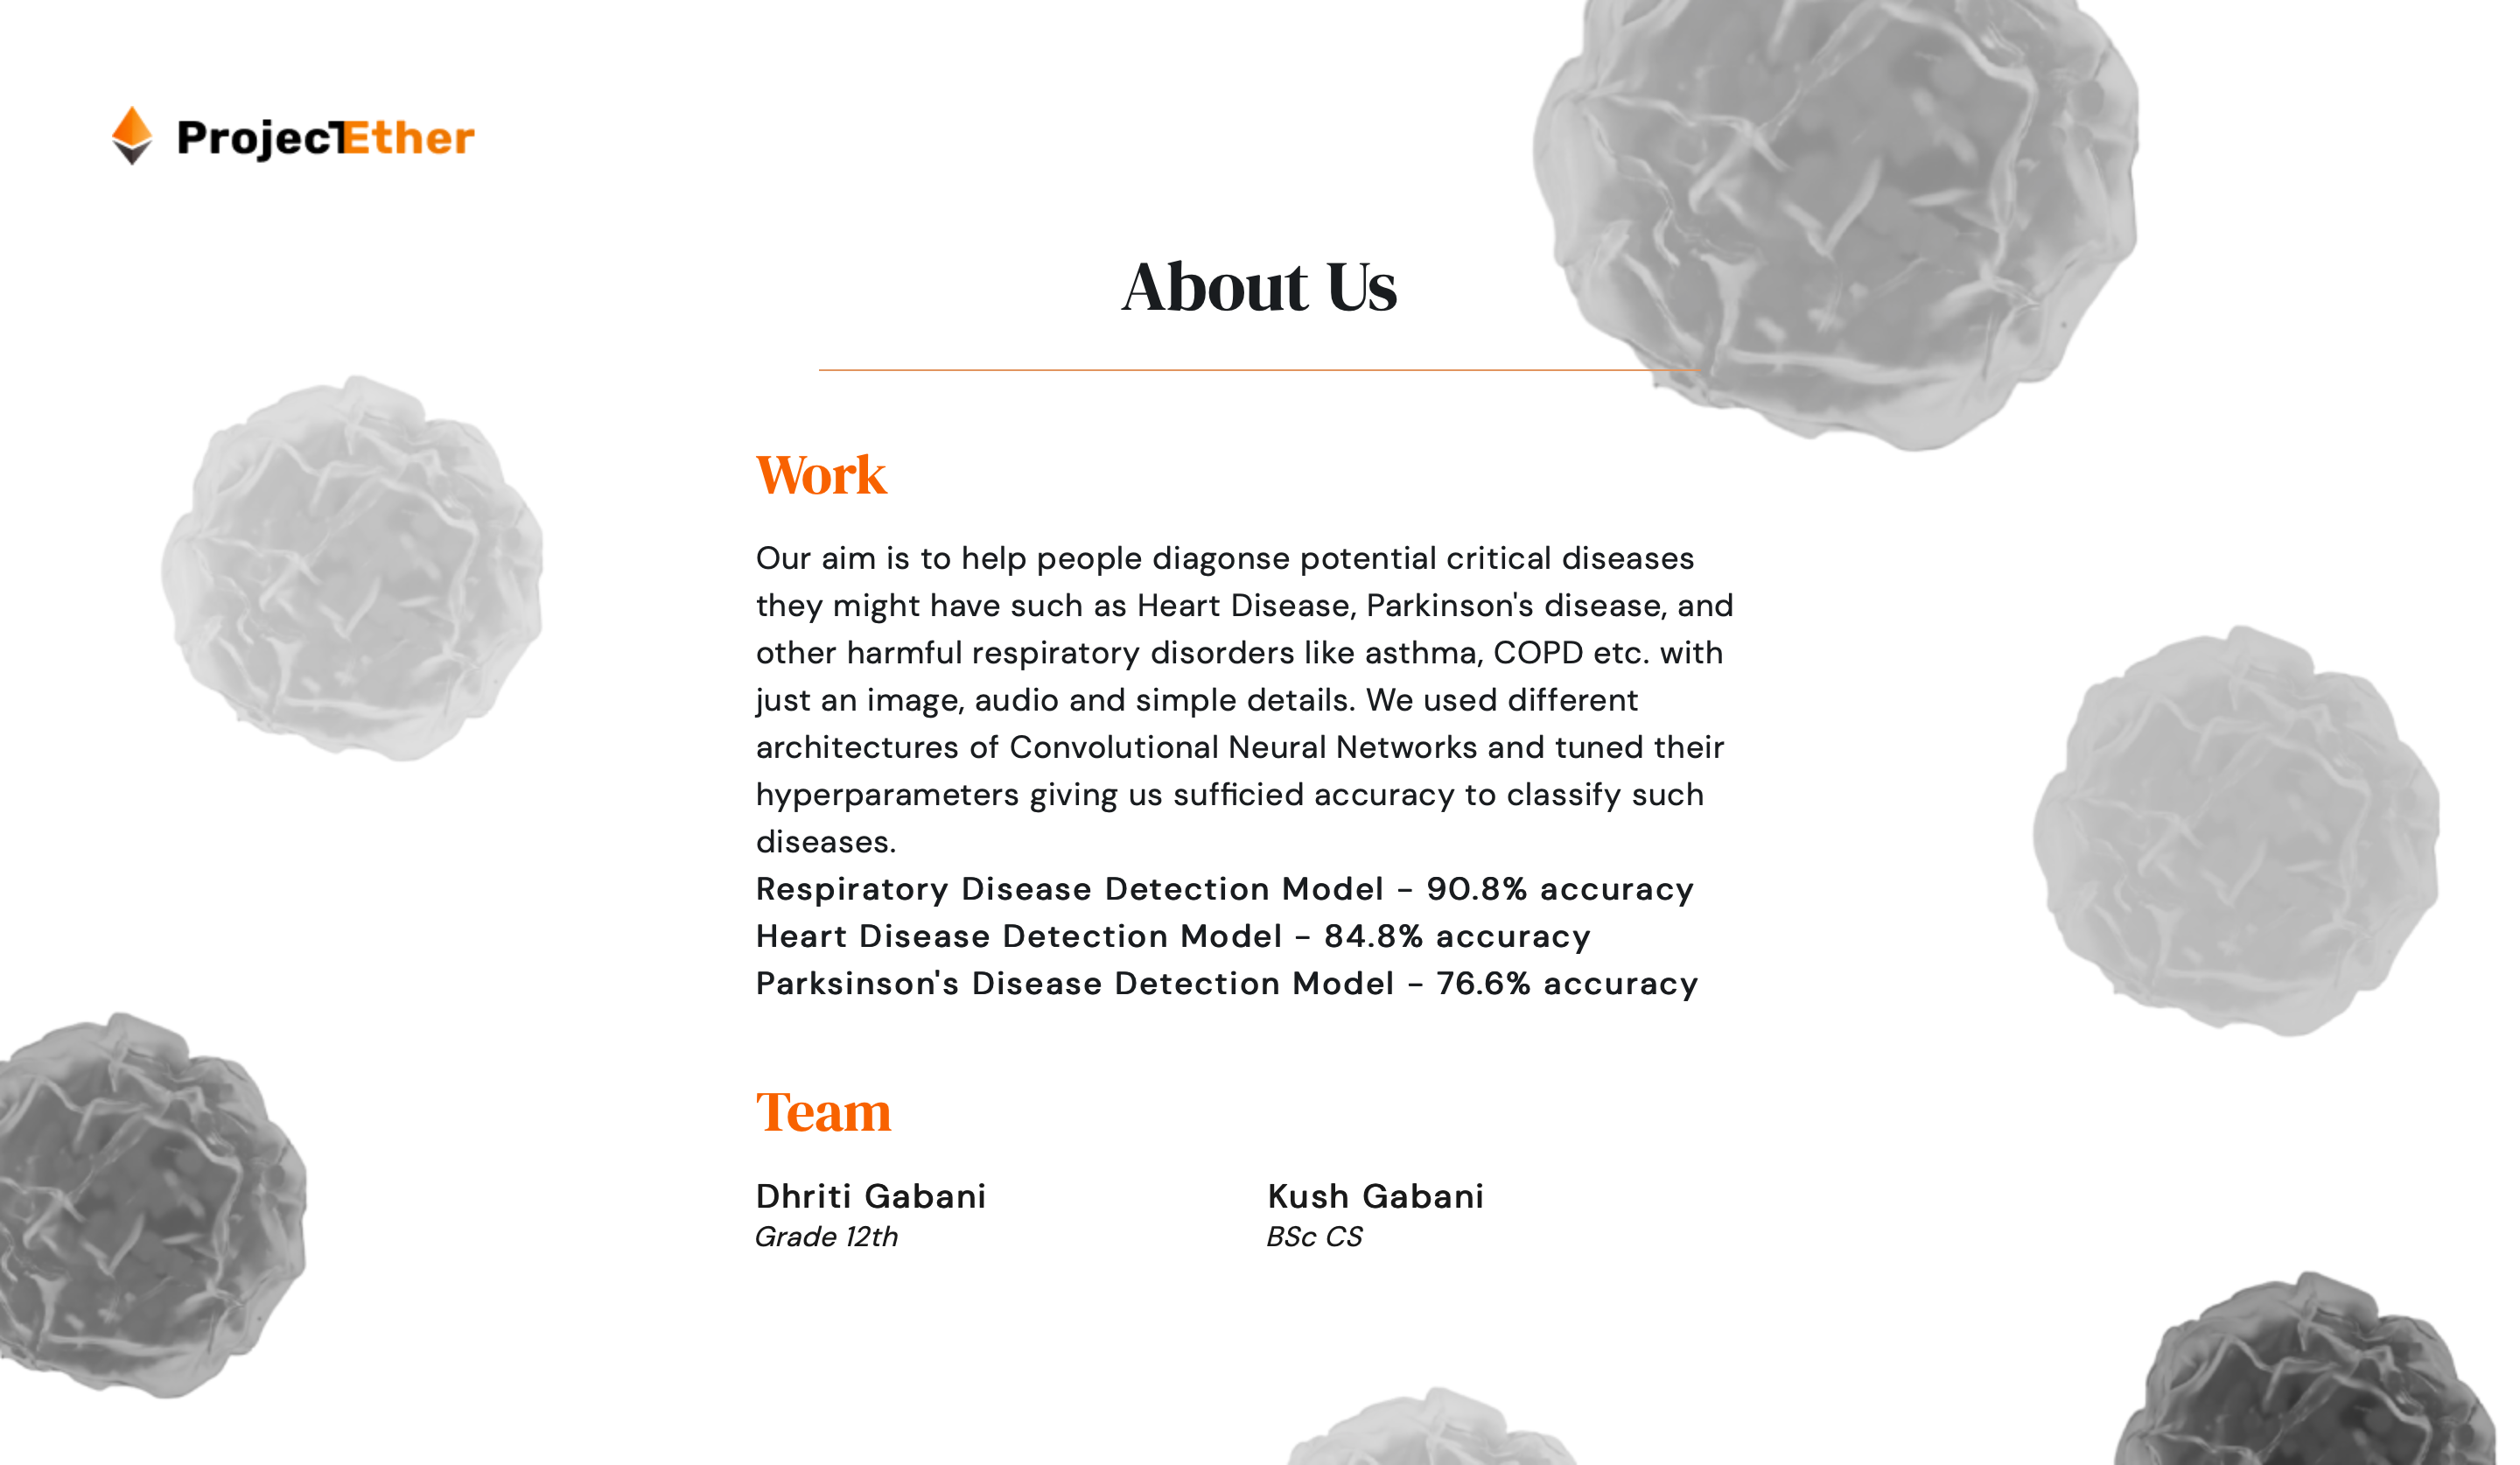 ProjecTEther
About Us
Work
Our aim is to help people diagonse potential critical diseases
they might have such as Heart Disease, Parkinson's disease, and
other harmful respiratory disorders like asthma, COPD etc. with
just an image, audio and simple details. We used different
architectures of Convolutional Neural Networks and tuned their
hyperparameters giving us sufficied accuracy to classify such
diseases.
Respiratory Disease Detection Model - 90.8% accuracy
Heart Disease Detection Model - 84.8% accuracy
Parksinson's Disease Detection Model - 76.6% accuracy
Team
Dhriti Gabani
Grade 12th
Kush Gabani
BSc CS